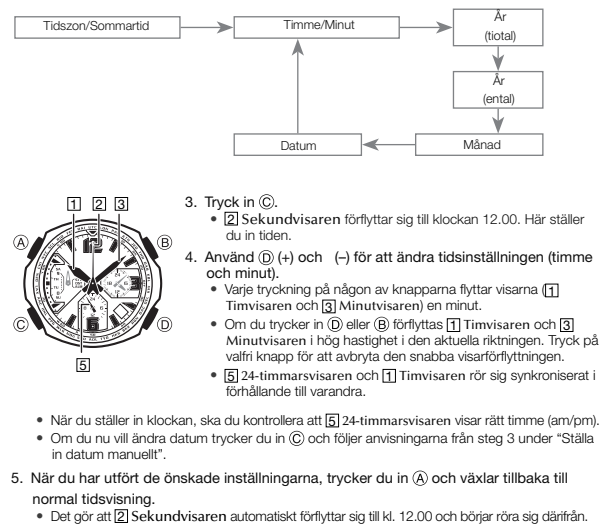 Tidszon/Sommartid
Timme/Minut
År
(tiotal)
År
(ental)
Månad
Datum
1 2 3
A
B
C
D
5
3. Tryck in Ⓒ.
• 2 Sekundvisaren förflyttar sig till klockan 12.00. Här ställer
du in tiden.
4. Använd Ⓓ (+) och (–) för att ändra tidsinställningen (timme
och minut).
• Varje tryckning på någon av knapparna flyttar visarna (1
Timvisaren och 3 Minutvisaren) en minut.
• Om du trycker in Ⓓ eller Ⓑ förflyttas 1 Timvisaren och 3
Minutvisaren i hög hastighet i den aktuella riktningen. Tryck på
valfri knapp för att avbryta den snabba visarförflyttningen.
• 5 24-timmarsvisaren och 1 Timvisaren rör sig synkroniserat i
förhållande till varandra.
• När du ställer in klockan, ska du kontrollera att 5 24-timmarsvisaren visar rätt timme (am/pm).
• Om du nu vill ändra datum trycker du in Ⓒ och följer anvisningarna från steg 3 under “Ställa
in datum manuellt”.
5. När du har utfört de önskade inställningarna, trycker du in Ⓐ och växlar tillbaka till
normal tidsvisning.
• Det gör att 2 Sekundvisaren automatiskt förflyttar sig till kl. 12.00 och börjar röra sig därifrån.